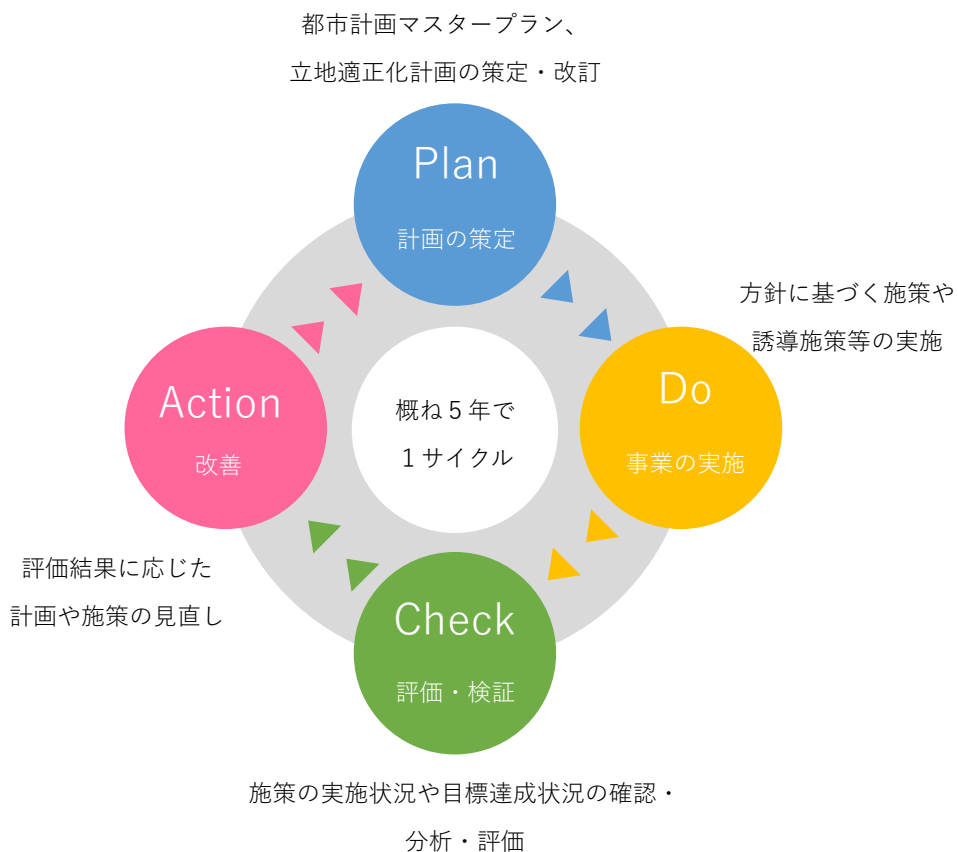 都市計画マスタープラン、
立地適正化計画の策定・改訂
Plan
計画の策定
方針に基づく施策や
誘導施策等の実施
Do
事業の実施
概ね５年で
１サイクル
Action
改善
評価結果に応じた
計画や施策の見直し
Check
評価・検証
施策の実施状況や目標達成状況の確認・
分析・評価